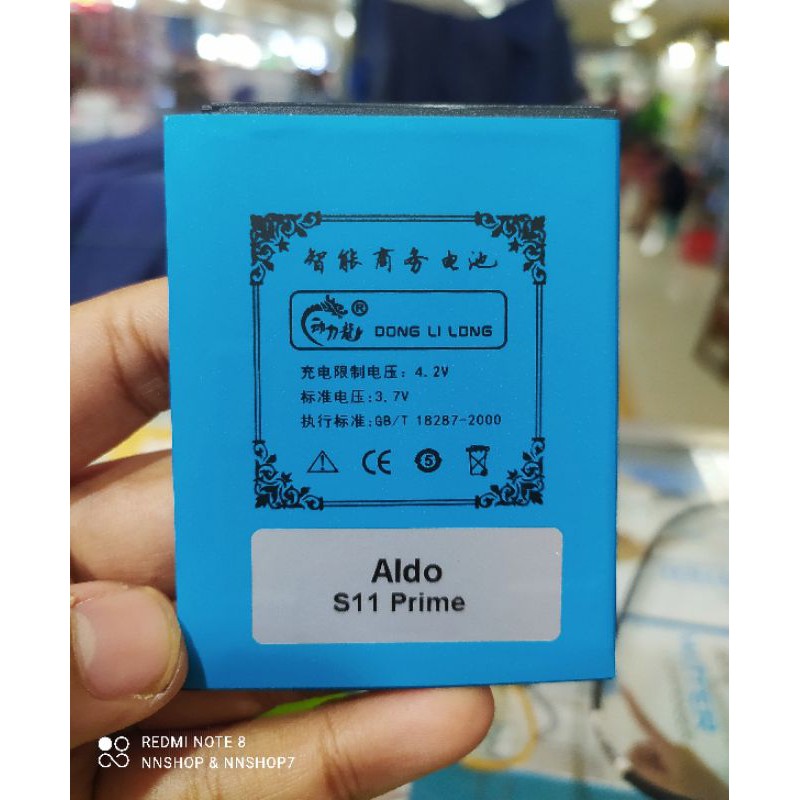 智能商务电池
动力龙® DONG LI LONG
充电限制电压: 4.2V
标准电压:3.7V
执行标准:GB/T 18287-2000
CE 5
Aldo
S11 Prime
REDMI NOTE 8
NNSHOP & NNSHOP7